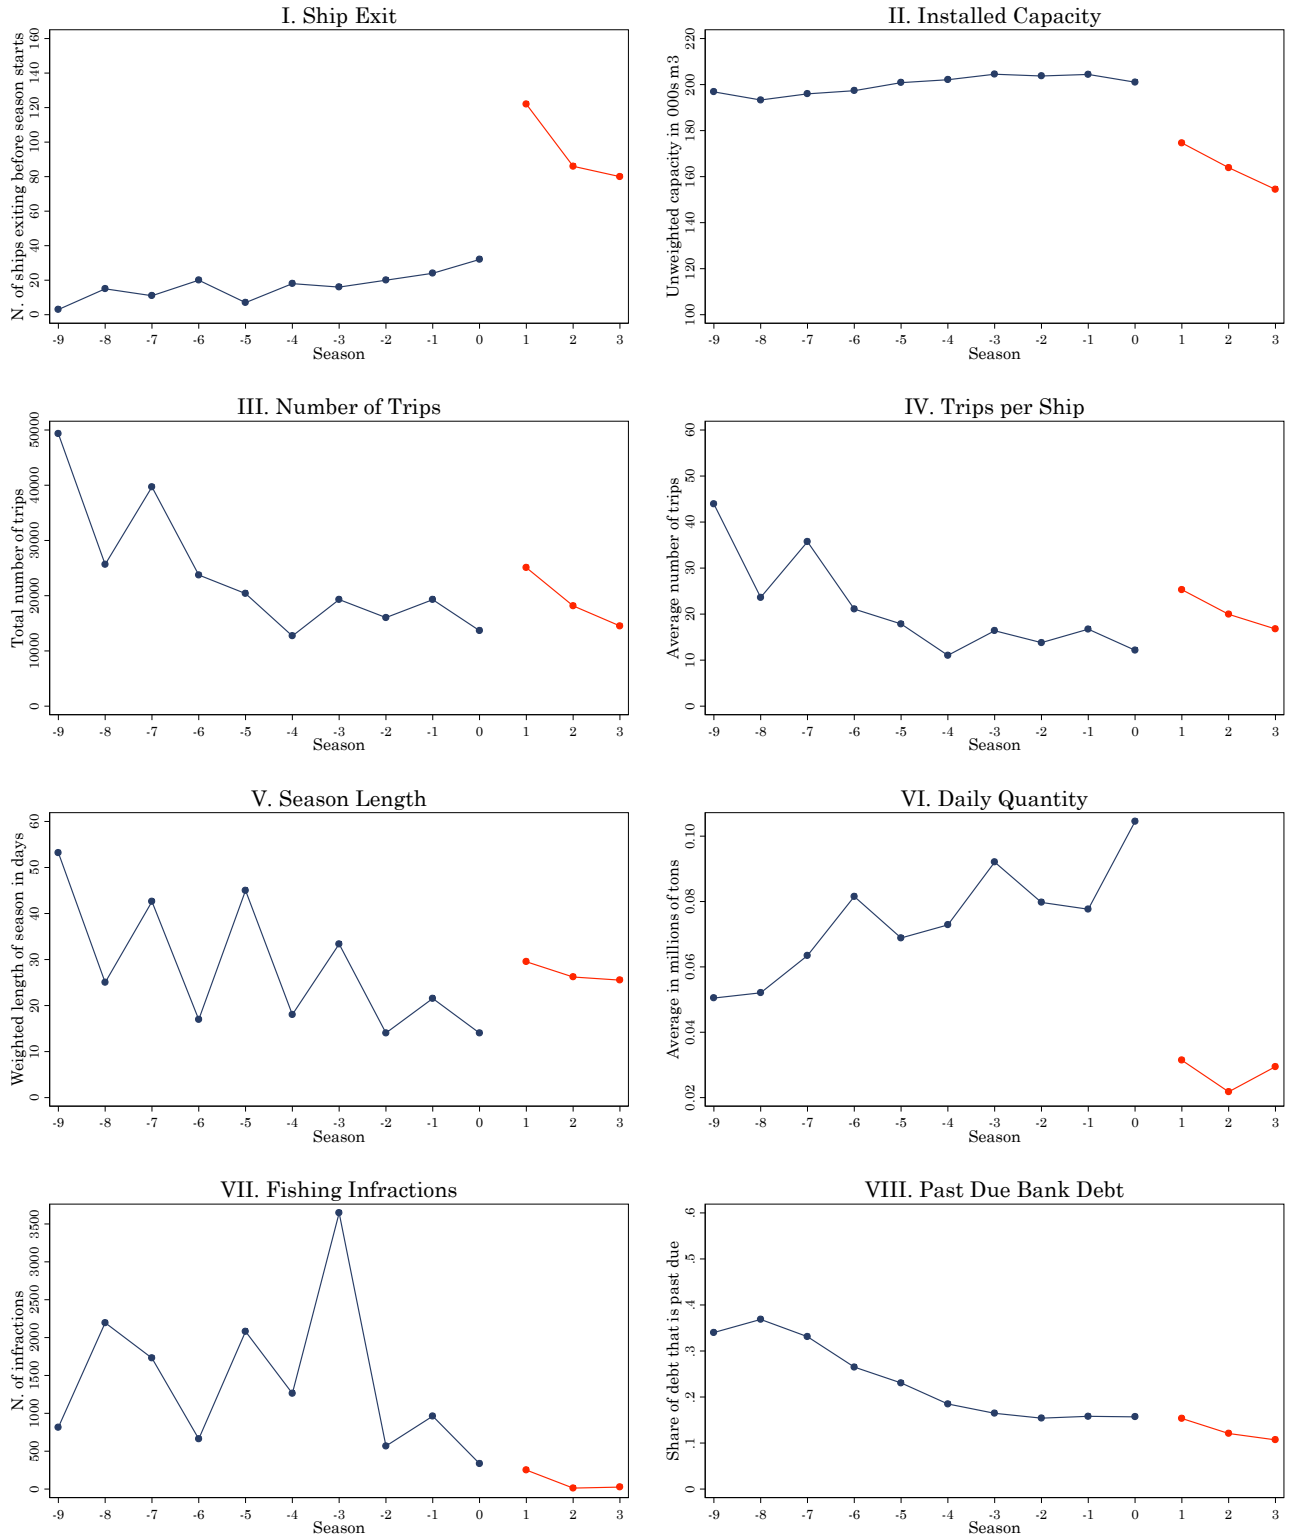 I. Ship Exit
N. of ships exiting before season starts
0 20 40 60 80 100 120 140 160
-9 -8 -7 -6 -5 -4 -3 -2 -1 0 1 2 3
Season
II. Installed Capacity
Unweighted capacity in 000s m3
100 120 140 160 180 200 220
-9 -8 -7 -6 -5 -4 -3 -2 -1 0 1 2 3
Season
III. Number of Trips
Total number of trips
0 10000 20000 30000 40000 50000
-9 -8 -7 -6 -5 -4 -3 -2 -1 0 1 2 3
Season
IV. Trips per Ship
Average number of trips
0 10 20 30 40 50 60
-9 -8 -7 -6 -5 -4 -3 -2 -1 0 1 2 3
Season
V. Season Length
Weighted length of season in days
0 10 20 30 40 50 60
-9 -8 -7 -6 -5 -4 -3 -2 -1 0 1 2 3
Season
VI. Daily Quantity
Average in millions of tons
0.02 0.04 0.06 0.08 0.10
-9 -8 -7 -6 -5 -4 -3 -2 -1 0 1 2 3
Season
VII. Fishing Infractions
N. of infractions
0 500 1000 1500 2000 2500 3000 3500
-9 -8 -7 -6 -5 -4 -3 -2 -1 0 1 2 3
Season
VIII. Past Due Bank Debt
Share of debt that is past due
0 .1 .2 .3 .4 .5 .6
-9 -8 -7 -6 -5 -4 -3 -2 -1 0 1 2 3
Season